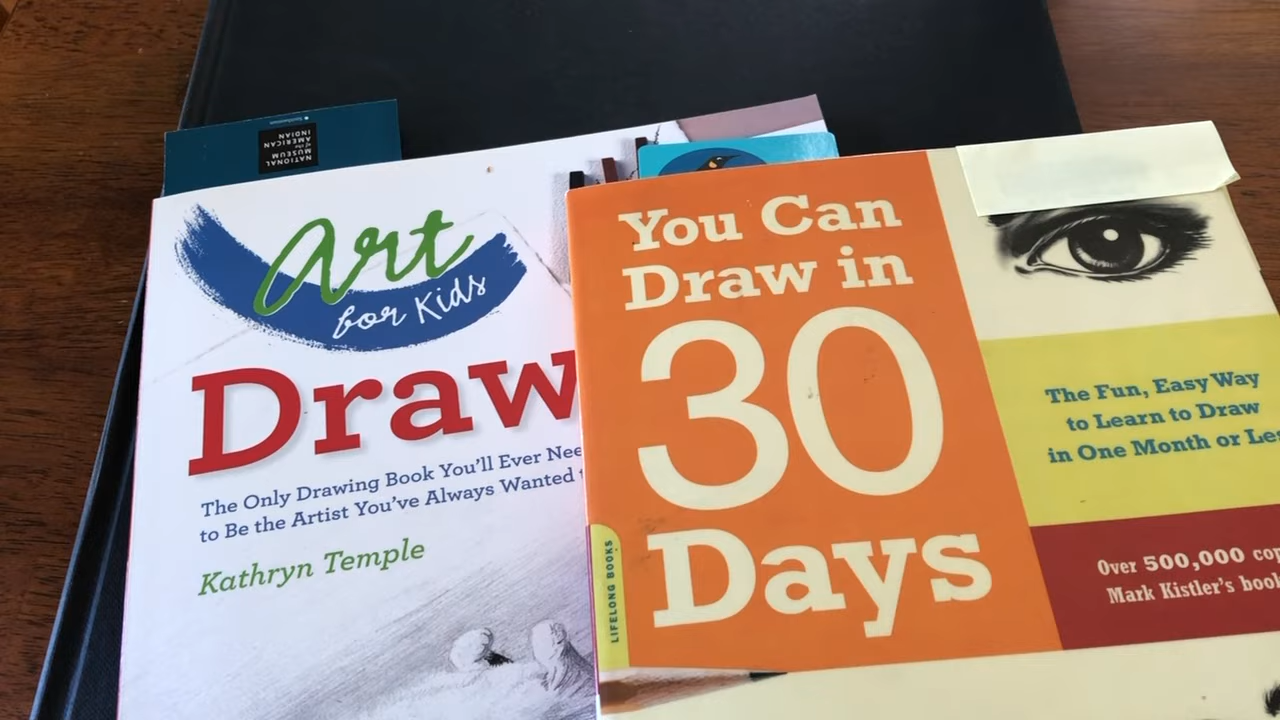 Smithsonian
NATIONAL
MUSEUM
of the
AMERICAN
INDIAN
Art
for Kids
Draw
The Only Drawing Book You'll Ever Nee
to Be the Artist You've Always Wanted
Kathryn Temple
You Can
Draw in
30
Days
LIFELONG BOOKS
The Fun, Easy Way
to Learn to Draw
in One Month or Le
Over 500,000 cop
Mark Kistler's book